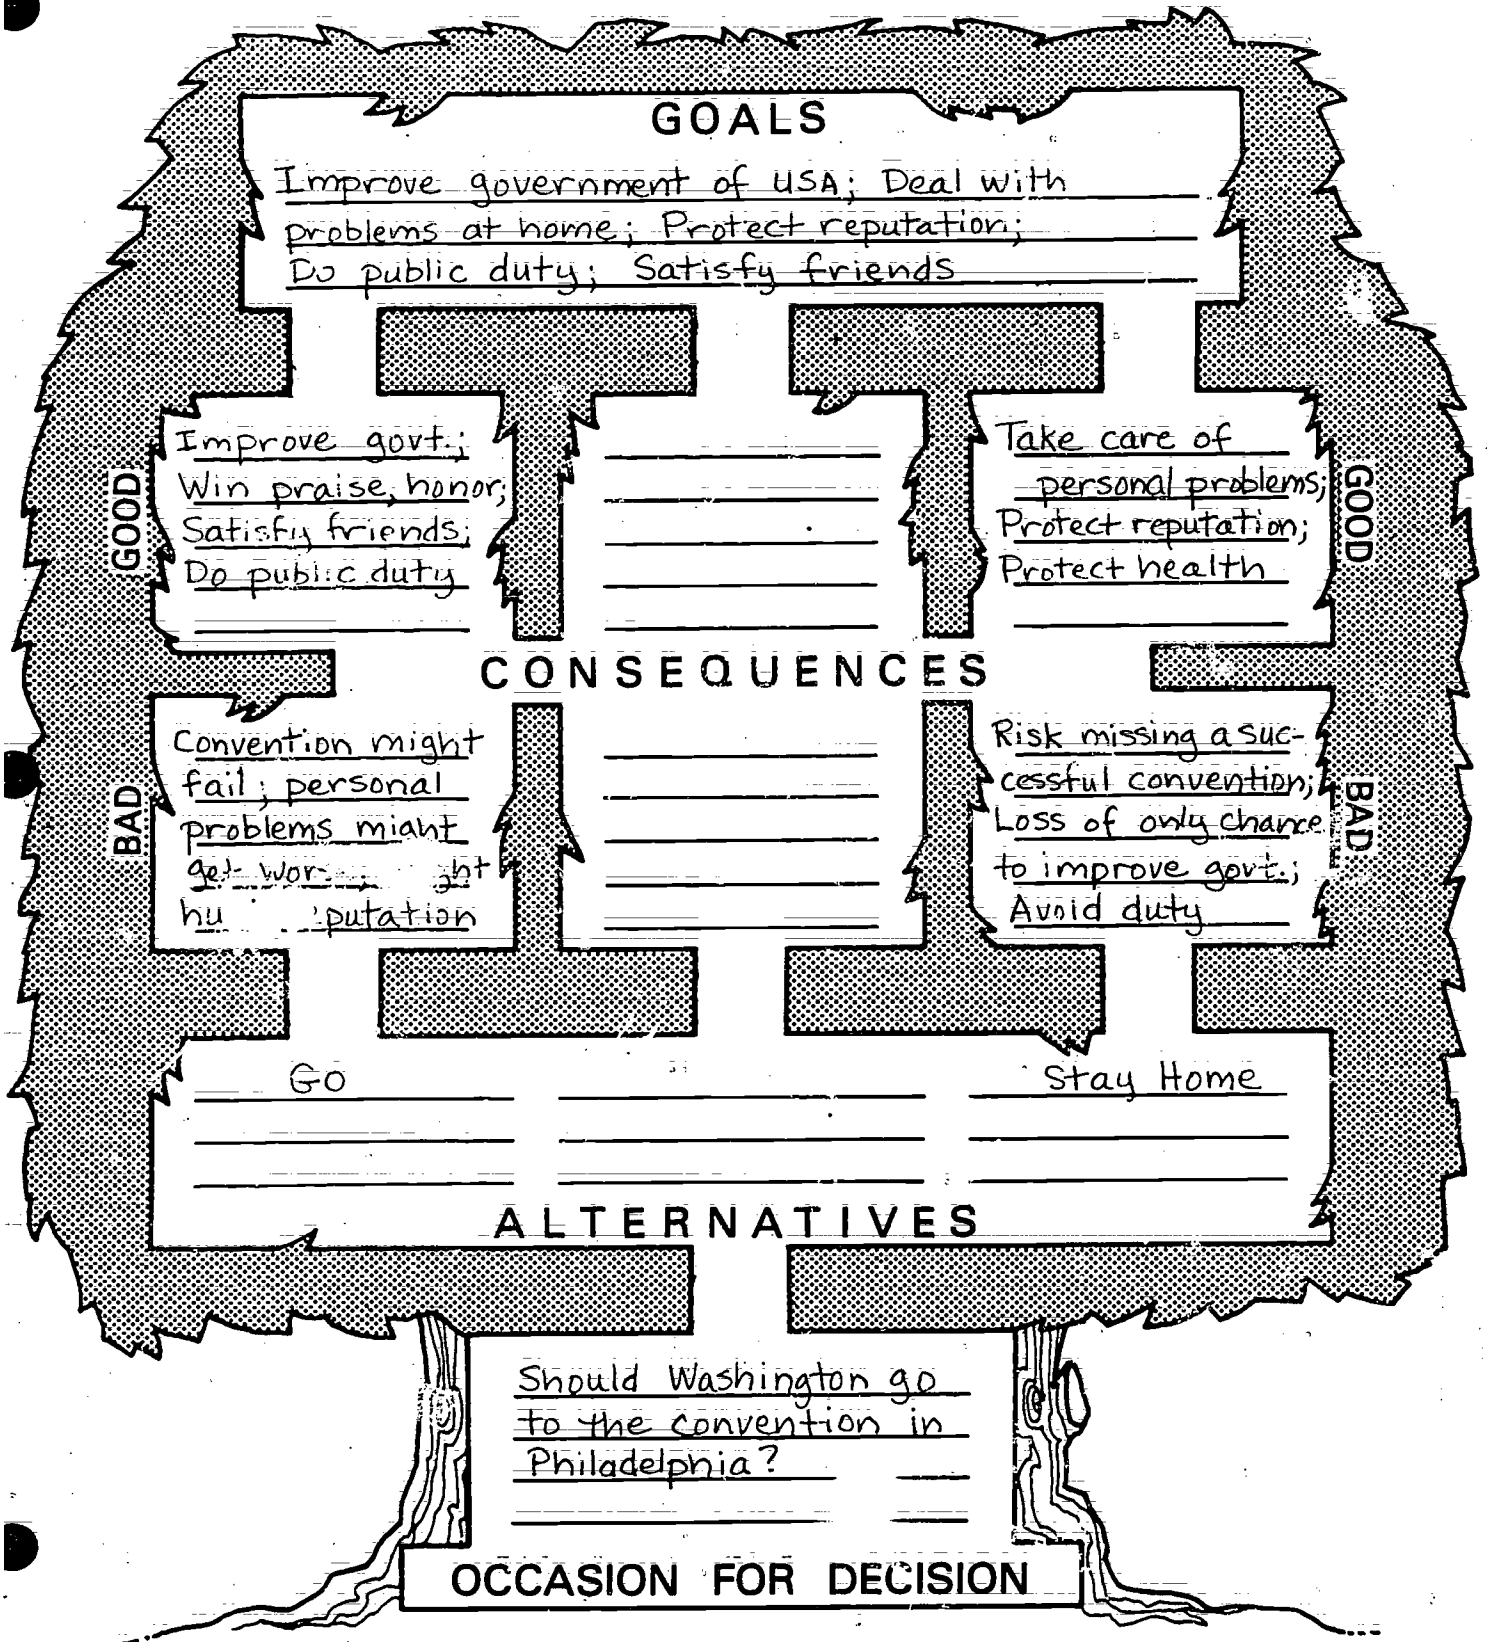 GOALS
Improve government of USA; Deal with
problems at home; Protect reputation;
Do public duty; Satisfy friends
GOOD
Improve govt.;
Win praise, honor;
Satisfy friends;
Do public duty
Take care of
personal problems;
Protect reputation;
Protect health
GOOD
CONSEQUENCES
BAD
Convention might
fail; personal
problems might
get
Risk missing a suc-
cessful convention;
Loss of only chance
to improve govt.;
Avoid duty
BAD
Go
Stay Home
ALTERNATIVES
Should Washington go
to the convention in
Philadelphia?
OCCASION FOR DECISION